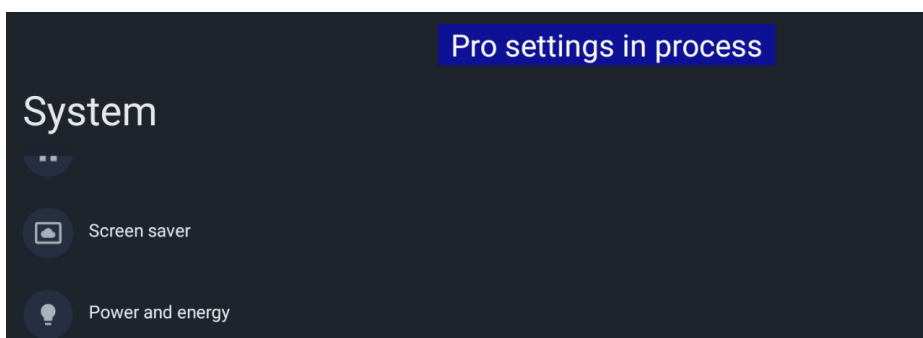 Pro settings in process
System
Screen saver
Power and energy